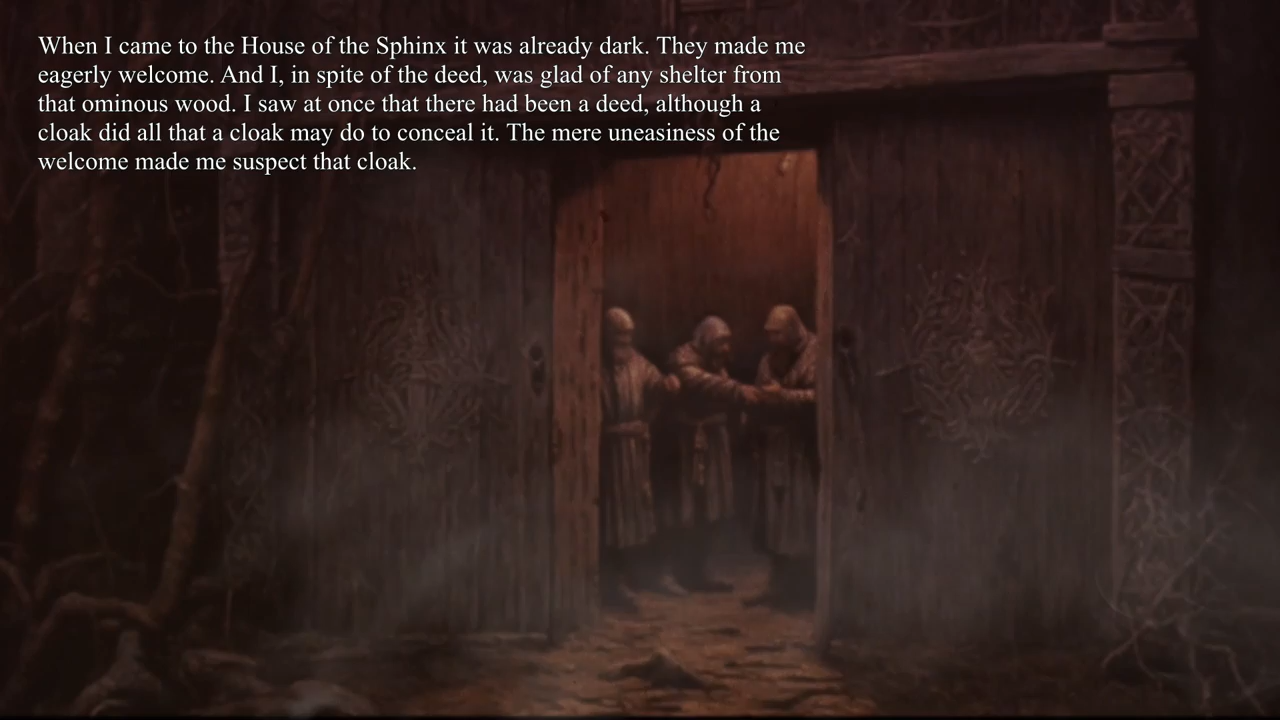 When I came to the House of the Sphinx it was already dark. They made me
eagerly welcome. And I, in spite of the deed, was glad of any shelter from
that ominous wood. I saw at once that there had been a deed, although a
cloak did all that a cloak may do to conceal it. The mere uneasiness of the
welcome made me suspect that cloak.